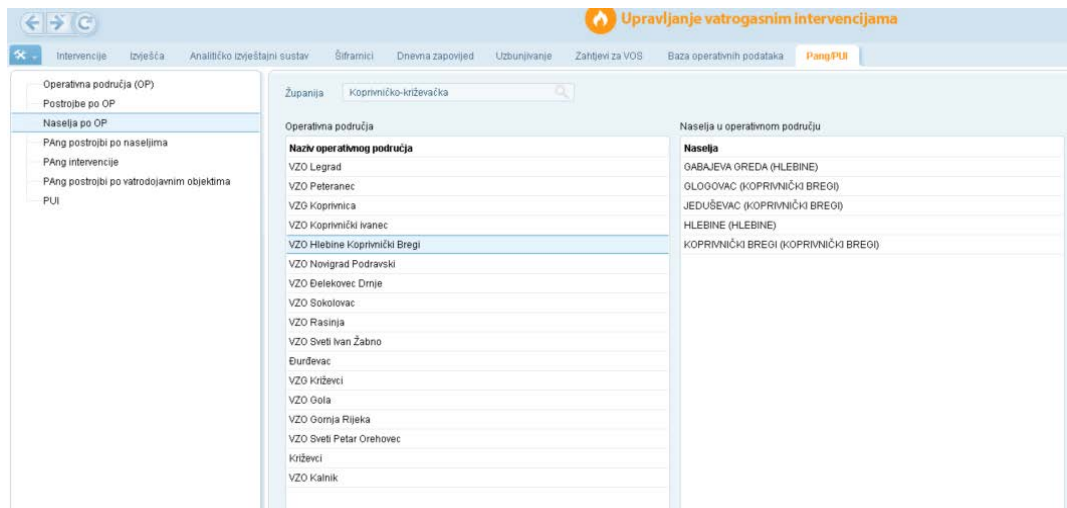 Upravljanje vatrogasnim intervencijama
Intervencije Izvješća Analitičko izvještajni sustav Šiframici Dnevna zapovijed Uzbunjivanje Zahtjevi za VOS Baza operativnih podataka Pang/PUI
Operativna područja (OP)
Postrojbe po OP
Naselja po OP
PAng postrojbi po naseljima
PAng intervencije
PAng postrojbi po vatrodojavnim objektima
PUI
Županija Koprivničko-križevačka
Operativna područja
Naziv operativnog područja
VZO Legrad
VZO Peteranec
VZG Koprivnica
VZO Koprivnički Ivanec
VZO Hlebine Koprivnički Bregi
VZO Novigrad Podravski
VZO Đelekovec Drnje
VZO Sokolovac
VZO Rasinja
VZO Sveti Ivan Žabno
Đurđevac
VZG Križevci
VZO Gola
VZO Gornja Rijeka
VZO Sveti Petar Orehovec
Križevci
VZO Kalnik
Naselja u operativnom području
Naselja
GABAJEVA GREDA (HLEBINE)
GLOGOVAC (KOPRIVNIČKI BREGI)
JEDUŠEVAC (KOPRIVNIČKI BREGI)
HLEBINE (HLEBINE)
KOPRIVNIČKI BREGI (KOPRIVNIČKI BREGI)